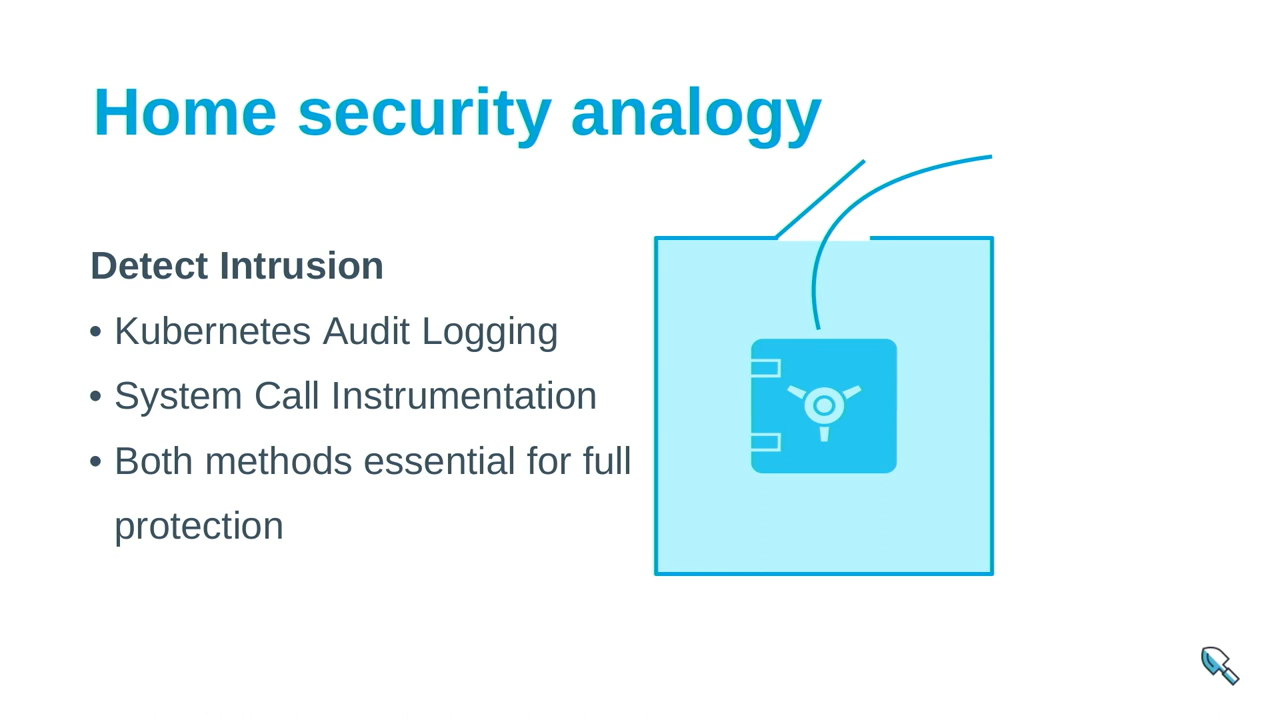 Home security analogy
Detect Intrusion
• Kubernetes Audit Logging
• System Call Instrumentation
• Both methods essential for full
protection